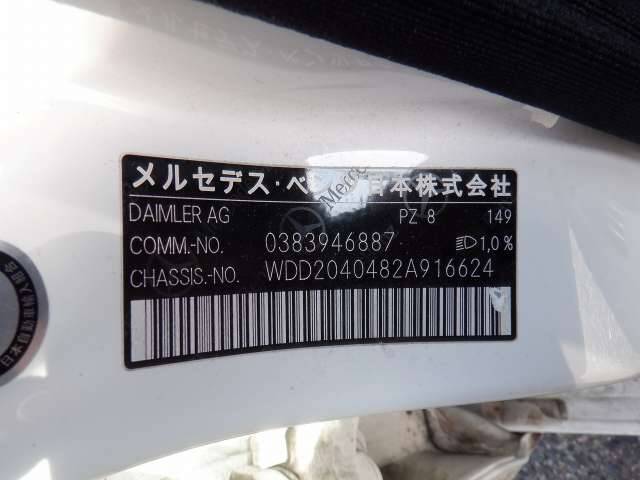 メルセデス・ベンツ日本株式会社
DAIMLER AG PZ 8 149
COMM.-NO. 0383946887 1,0%
CHASSIS.-NO. WDD2040482A916624